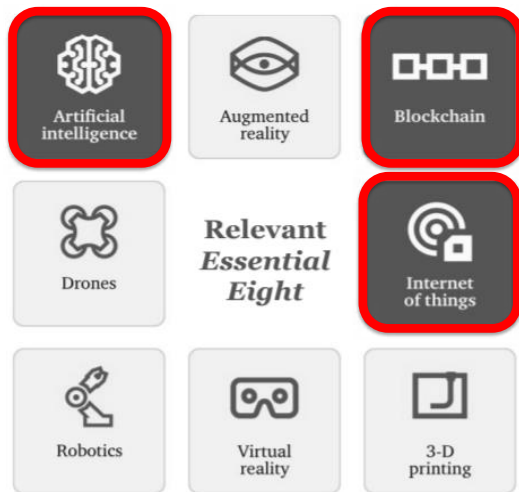 Artificial
intelligence
Augmented
reality
Blockchain
Drones
Relevant
Essential
Eight
Internet
of things
Robotics
Virtual
reality
3-D
printing